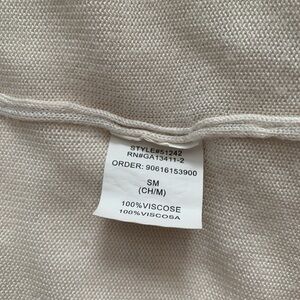 STYLE#51242
RN#GA13411-2
ORDER: 90616153900
SM
(CH/M)
100%VISCOSE
100%VISCOSA